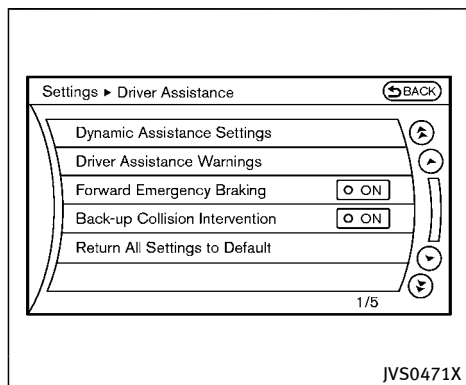 Settings ▸ Driver Assistance
BACK
Dynamic Assistance Settings
Driver Assistance Warnings
Forward Emergency Braking ON
Back-up Collision Intervention ON
Return All Settings to Default
1/5
JVS0471X